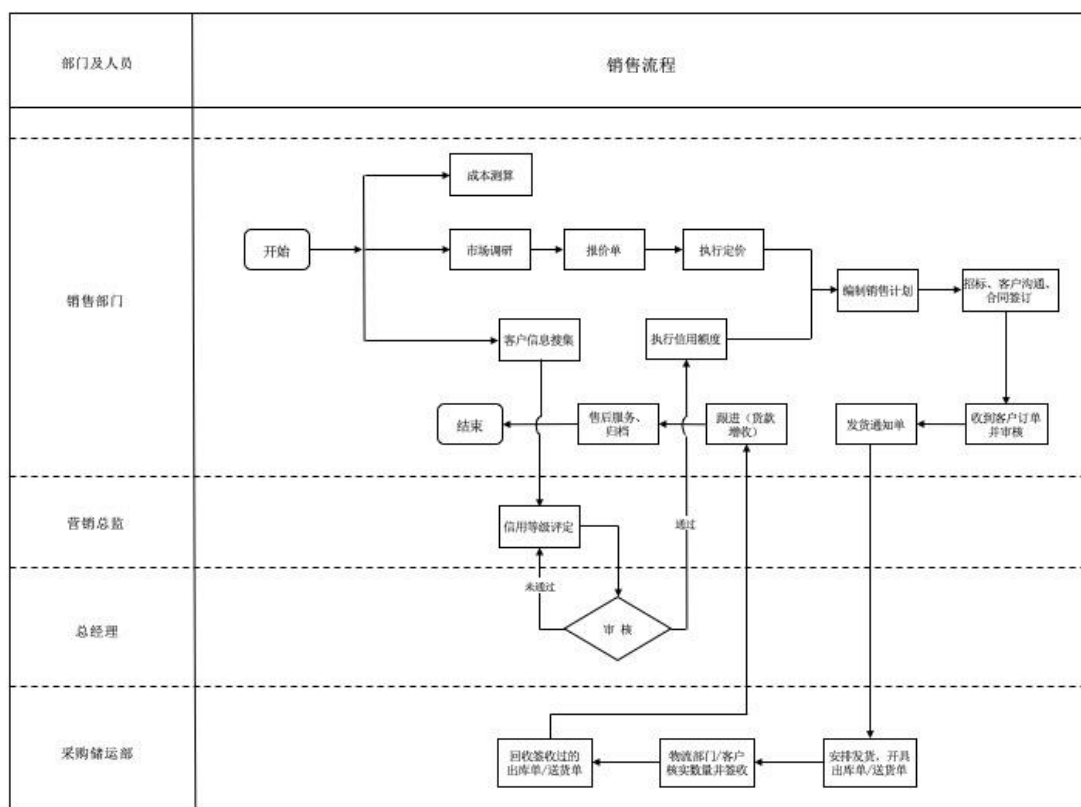 部门及人员
销售流程
成本测算
开始
市场调研
报价单
执行定价
销售部门
编制销售计划
招标、客户沟通、
合同签订
客户信息搜集
执行信用额度
结束
售后服务、
归档
跟进（货款
增收）
发货通知单
收到客户订单
并审核
营销总监
信用等级评定
通过
未通过
总经理
审 核
采购储运部
回收签收过的
出库单/送货单
物流部门/客户
核实数量并签收
安排发货，开具
出库单/送货单